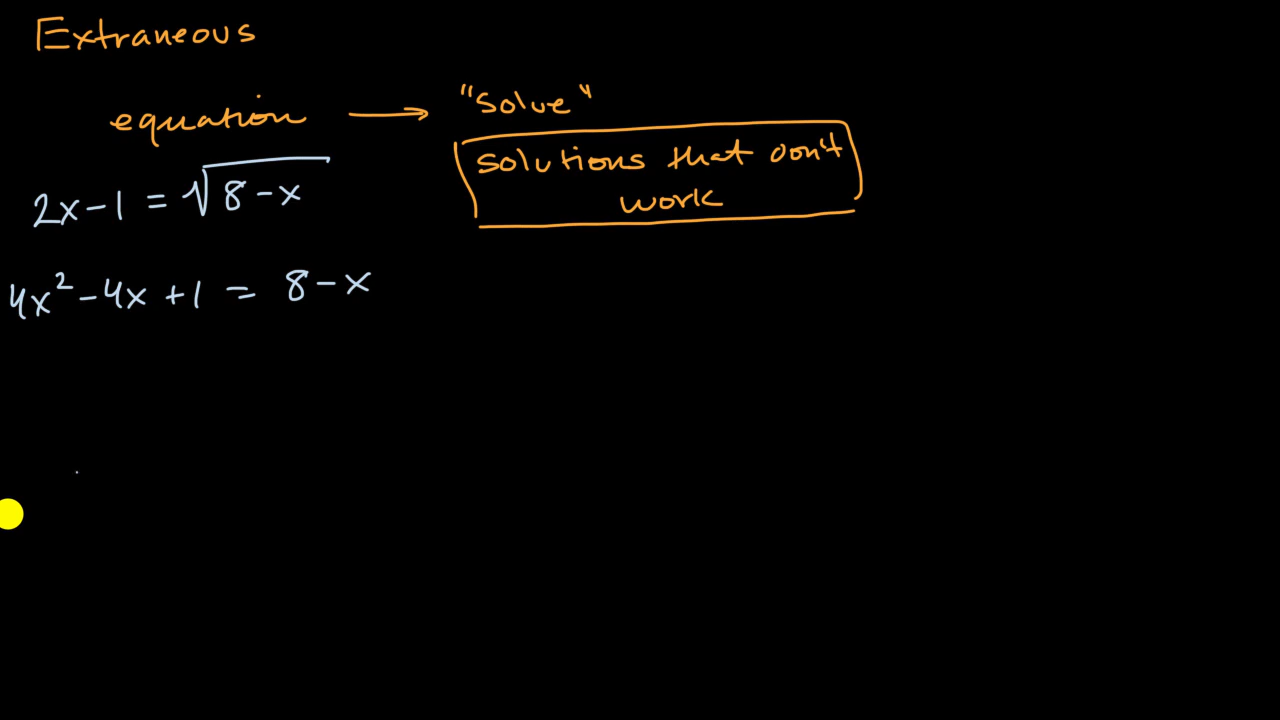 Extraneous
equation → "Solve"
solutions that don't
work
2x-1 = √8-x
4x²-4x+1 = 8-x